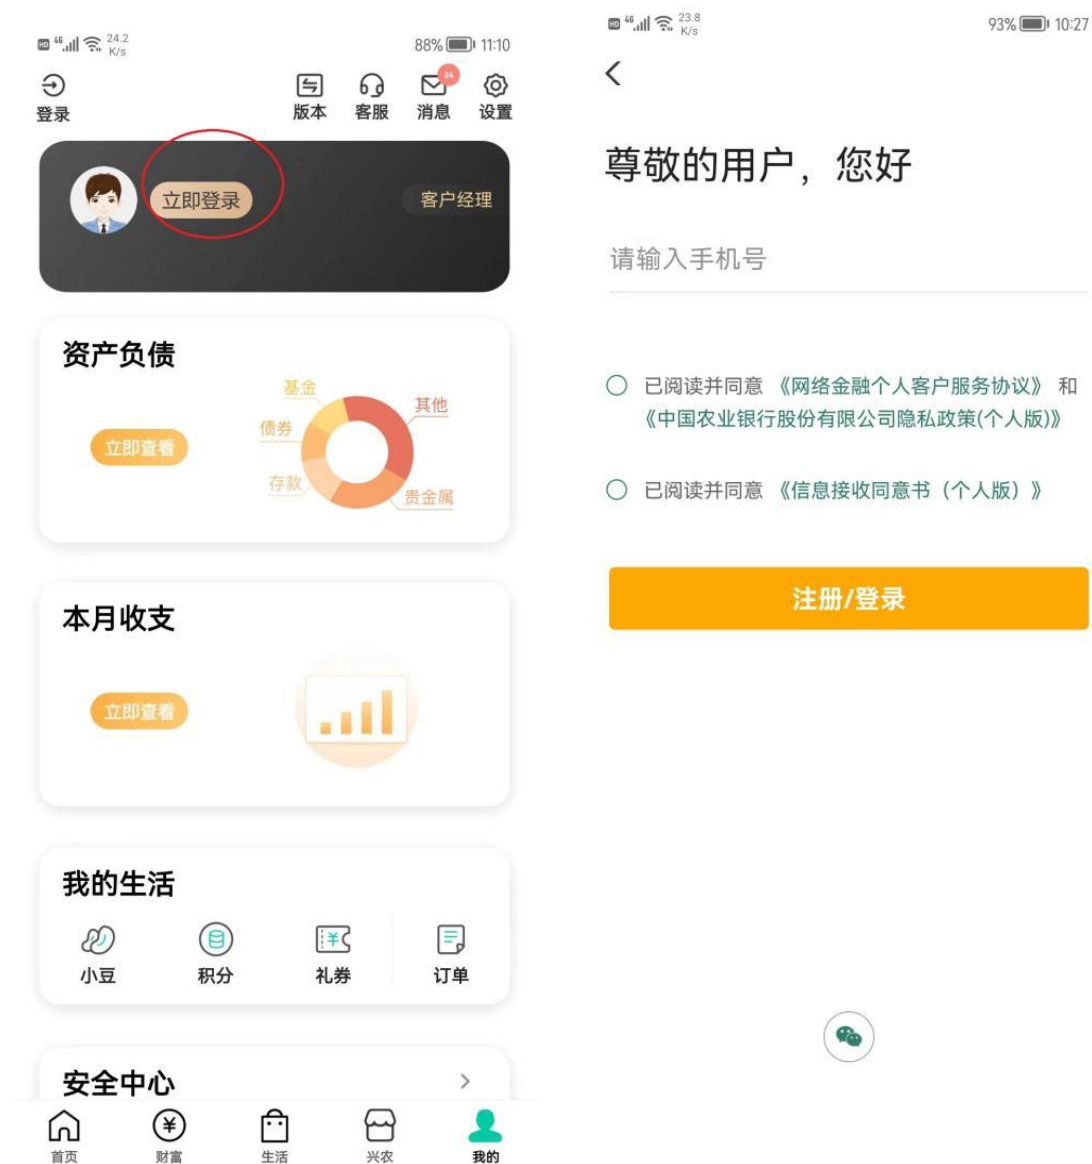 HD 4G 24.2 K/s 88% 11:10
登录 版本 客服 消息 24 设置
立即登录 客户经理
资产负债
基金
其他
债券
立即查看
存款
贵金属
本月收支
立即查看
我的生活
小豆 积分 礼券 订单
安全中心
首页 财富 生活 兴农 我的
HD 46 23.8 K/s 93% 10:27
尊敬的用户，您好
请输入手机号
已阅读并同意 《网络金融个人客户服务协议》 和
《中国农业银行股份有限公司隐私政策(个人版)》
已阅读并同意 《信息接收同意书（个人版）》
注册/登录